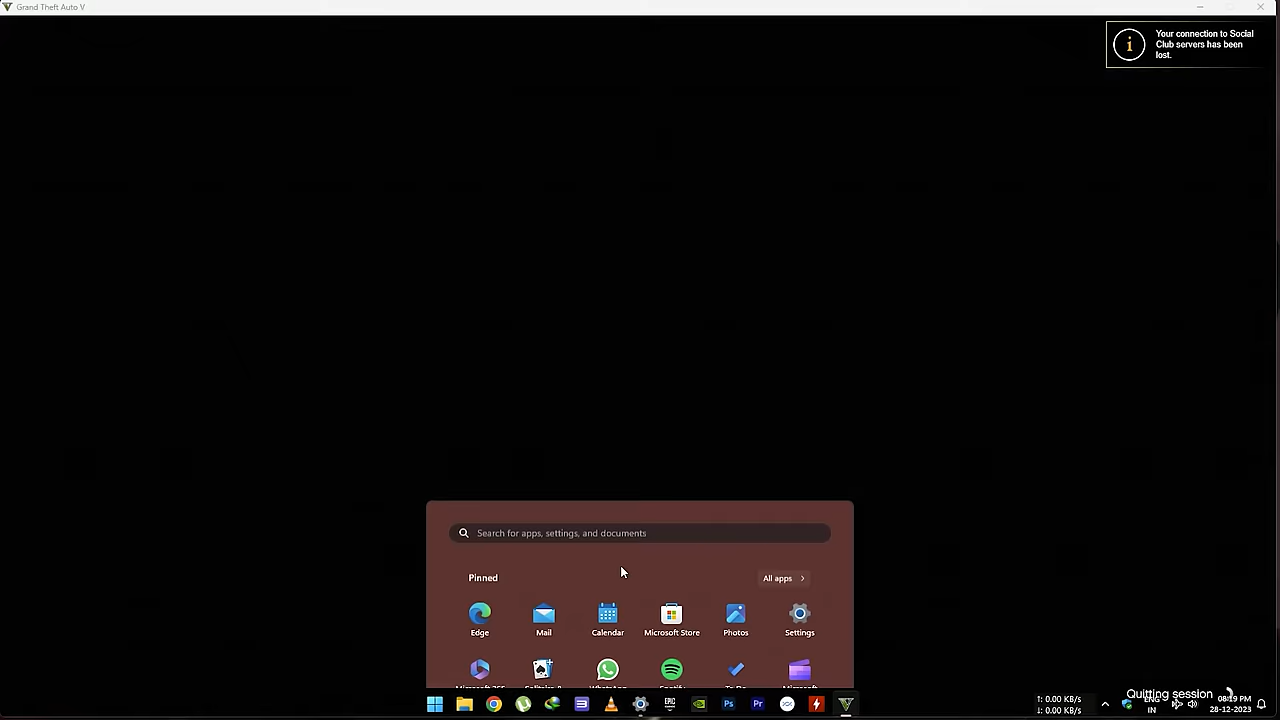 Grand Theft Auto V
Your connection to Social
Club servers has been
lost.
Search for apps, settings, and documents
Pinned
All apps
Edge
Mail
Calendar
Microsoft Store
Photos
Settings
Quitting session
↑: 0.00 KB/s
↓: 0.00 KB/s
ENG
IN
28-12-2023